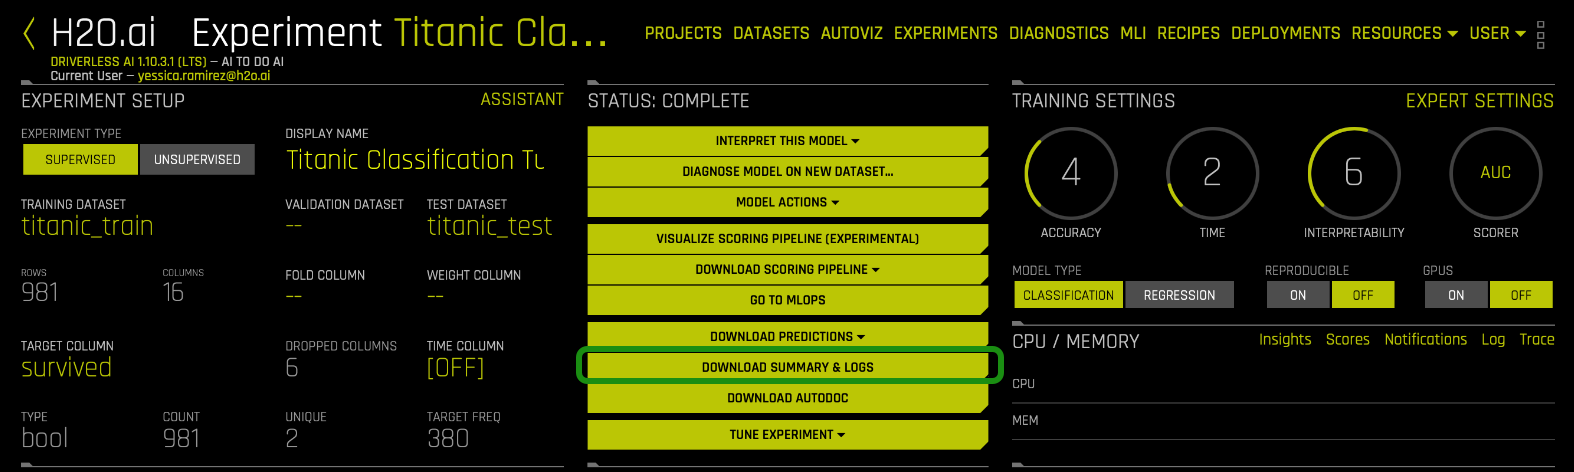 H2O.ai Experiment Titanic Cla...
PROJECTS DATASETS AUTOVIZ EXPERIMENTS DIAGNOSTICS MLI RECIPES DEPLOYMENTS RESOURCES USER
DRIVERLESS AI 1.10.3.1 (LTS) – AI TO DO AI
Current User – yessica.ramirez@h2o.ai
EXPERIMENT SETUP ASSISTANT
EXPERIMENT TYPE DISPLAY NAME
SUPERVISED UNSUPERVISED Titanic Classification Tu
TRAINING DATASET VALIDATION DATASET TEST DATASET
titanic_train -- titanic_test
ROWS COLUMNS FOLD COLUMN WEIGHT COLUMN
981 16 -- --
TARGET COLUMN DROPPED COLUMNS TIME COLUMN
survived 6 [OFF]
TYPE COUNT UNIQUE TARGET FREQ
bool 981 2 380
STATUS: COMPLETE
INTERPRET THIS MODEL
DIAGNOSE MODEL ON NEW DATASET...
MODEL ACTIONS
VISUALIZE SCORING PIPELINE (EXPERIMENTAL)
DOWNLOAD SCORING PIPELINE
GO TO MLOPS
DOWNLOAD PREDICTIONS
DOWNLOAD SUMMARY & LOGS
DOWNLOAD AUTODOC
TUNE EXPERIMENT
TRAINING SETTINGS EXPERT SETTINGS
4 2 6 AUC
ACCURACY TIME INTERPRETABILITY SCORER
MODEL TYPE REPRODUCIBLE GPUS
CLASSIFICATION REGRESSION ON OFF ON OFF
CPU / MEMORY Insights Scores Notifications Log Trace
CPU
MEM